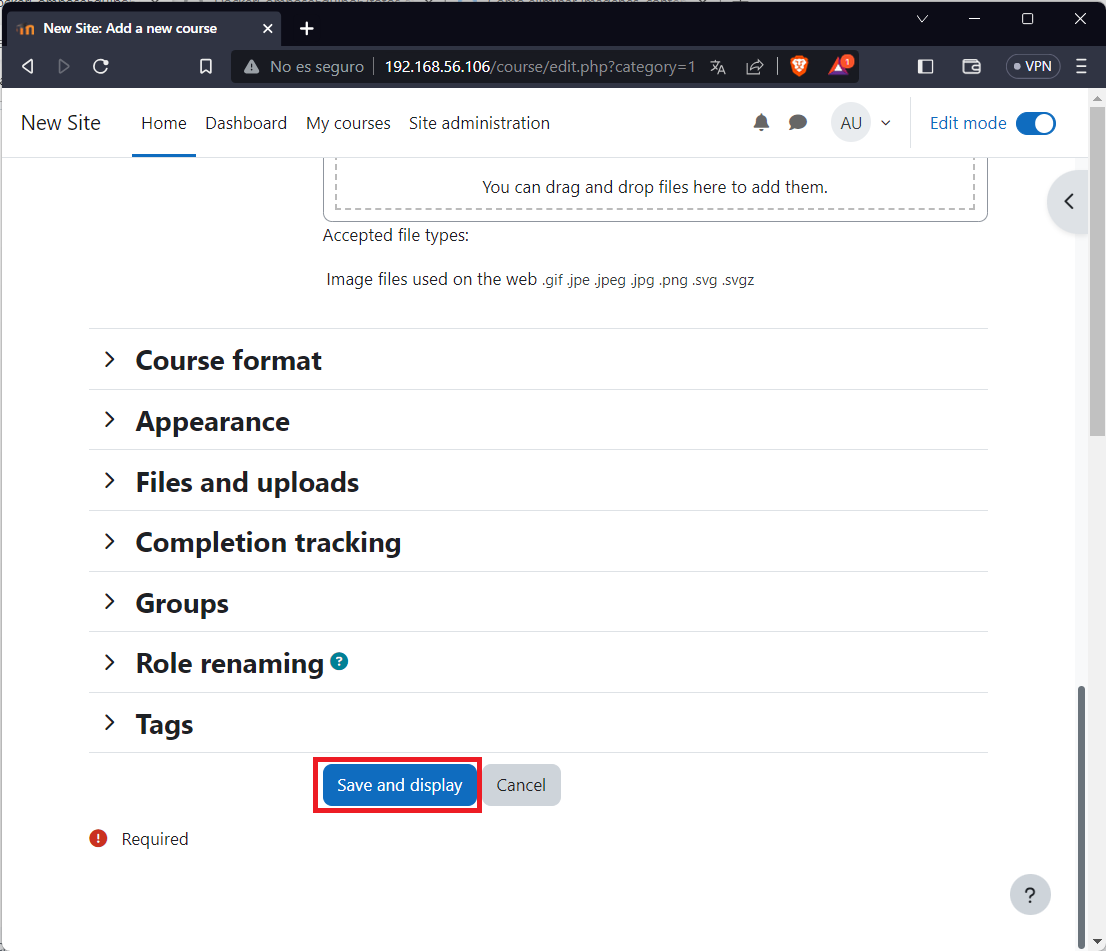 New Site: Add a new course
No es seguro 192.168.56.106/course/edit.php?category=1 1 VPN
New Site Home Dashboard My courses Site administration AU Edit mode
You can drag and drop files here to add them.
Accepted file types:
Image files used on the web .gif .jpe .jpeg .jpg .png .svg .svgz
Course format
Appearance
Files and uploads
Completion tracking
Groups
Role renaming ?
Tags
Save and display Cancel
! Required
?